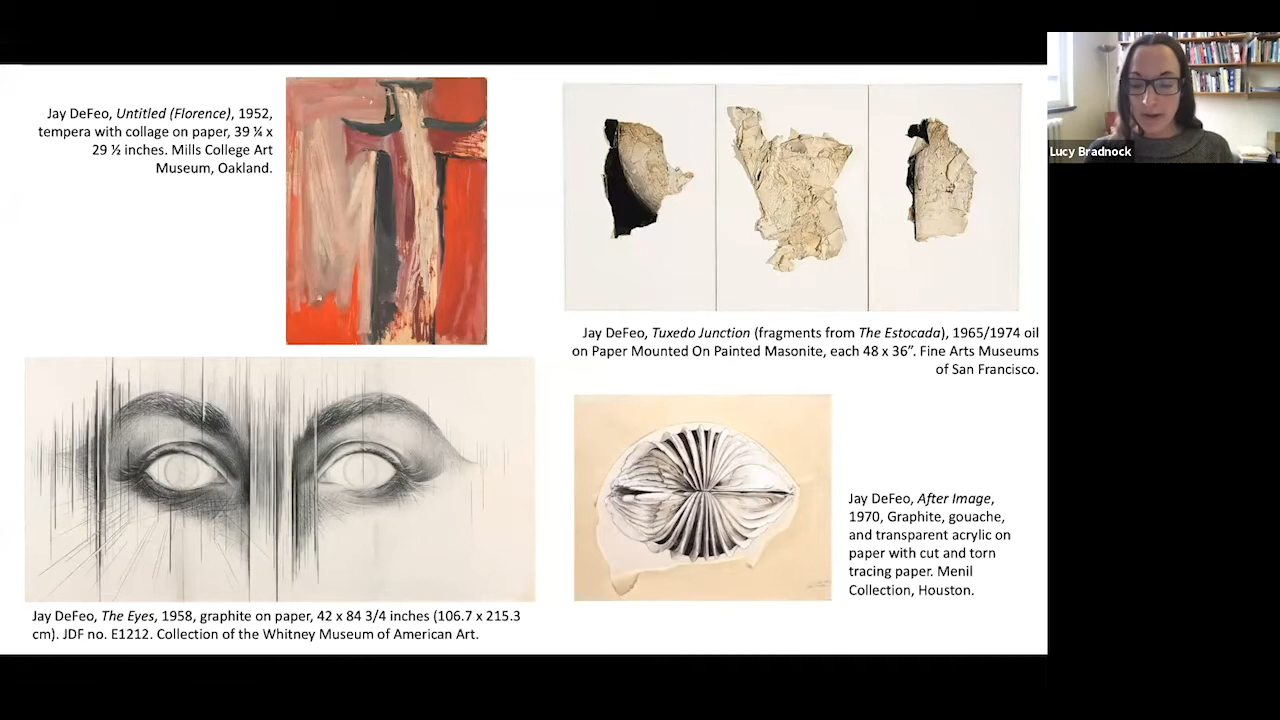 Jay DeFeo, Untitled (Florence), 1952,
tempera with collage on paper, 39 ¼ x
29 ½ inches. Mills College Art
Museum, Oakland.
Lucy Bradnock
Jay DeFeo, Tuxedo Junction (fragments from The Estocada), 1965/1974 oil
on Paper Mounted On Painted Masonite, each 48 x 36”. Fine Arts Museums
of San Francisco.
Jay DeFeo, After Image,
1970, Graphite, gouache,
and transparent acrylic on
paper with cut and torn
tracing paper. Menil
Collection, Houston.
Jay DeFeo, The Eyes, 1958, graphite on paper, 42 x 84 3/4 inches (106.7 x 215.3
cm). JDF no. E1212. Collection of the Whitney Museum of American Art.